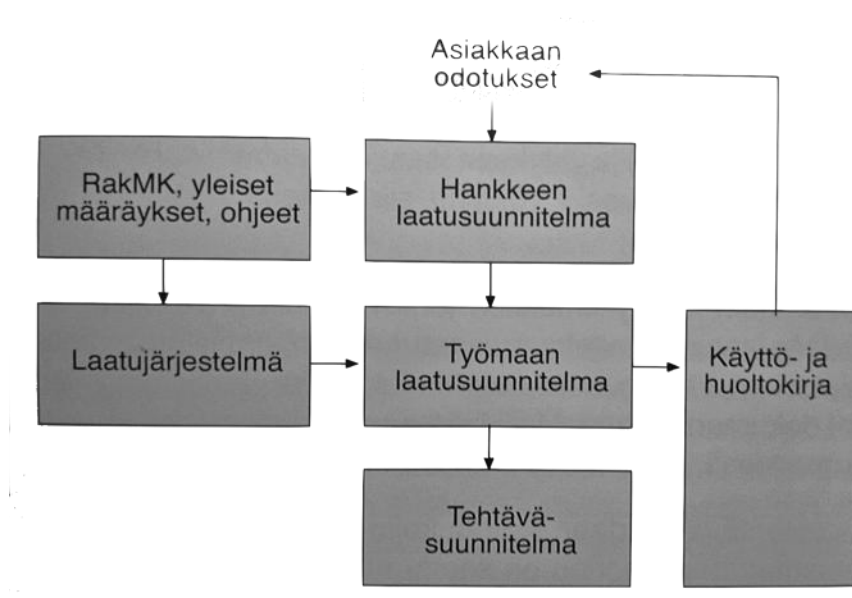 Asiakkaan
odotukset
RakMK, yleiset
määräykset, ohjeet
Hankkeen
laatusuunnitelma
Laatujärjestelmä
Työmaan
laatusuunnitelma
Käyttö- ja
huoltokirja
Tehtävä-
suunnitelma